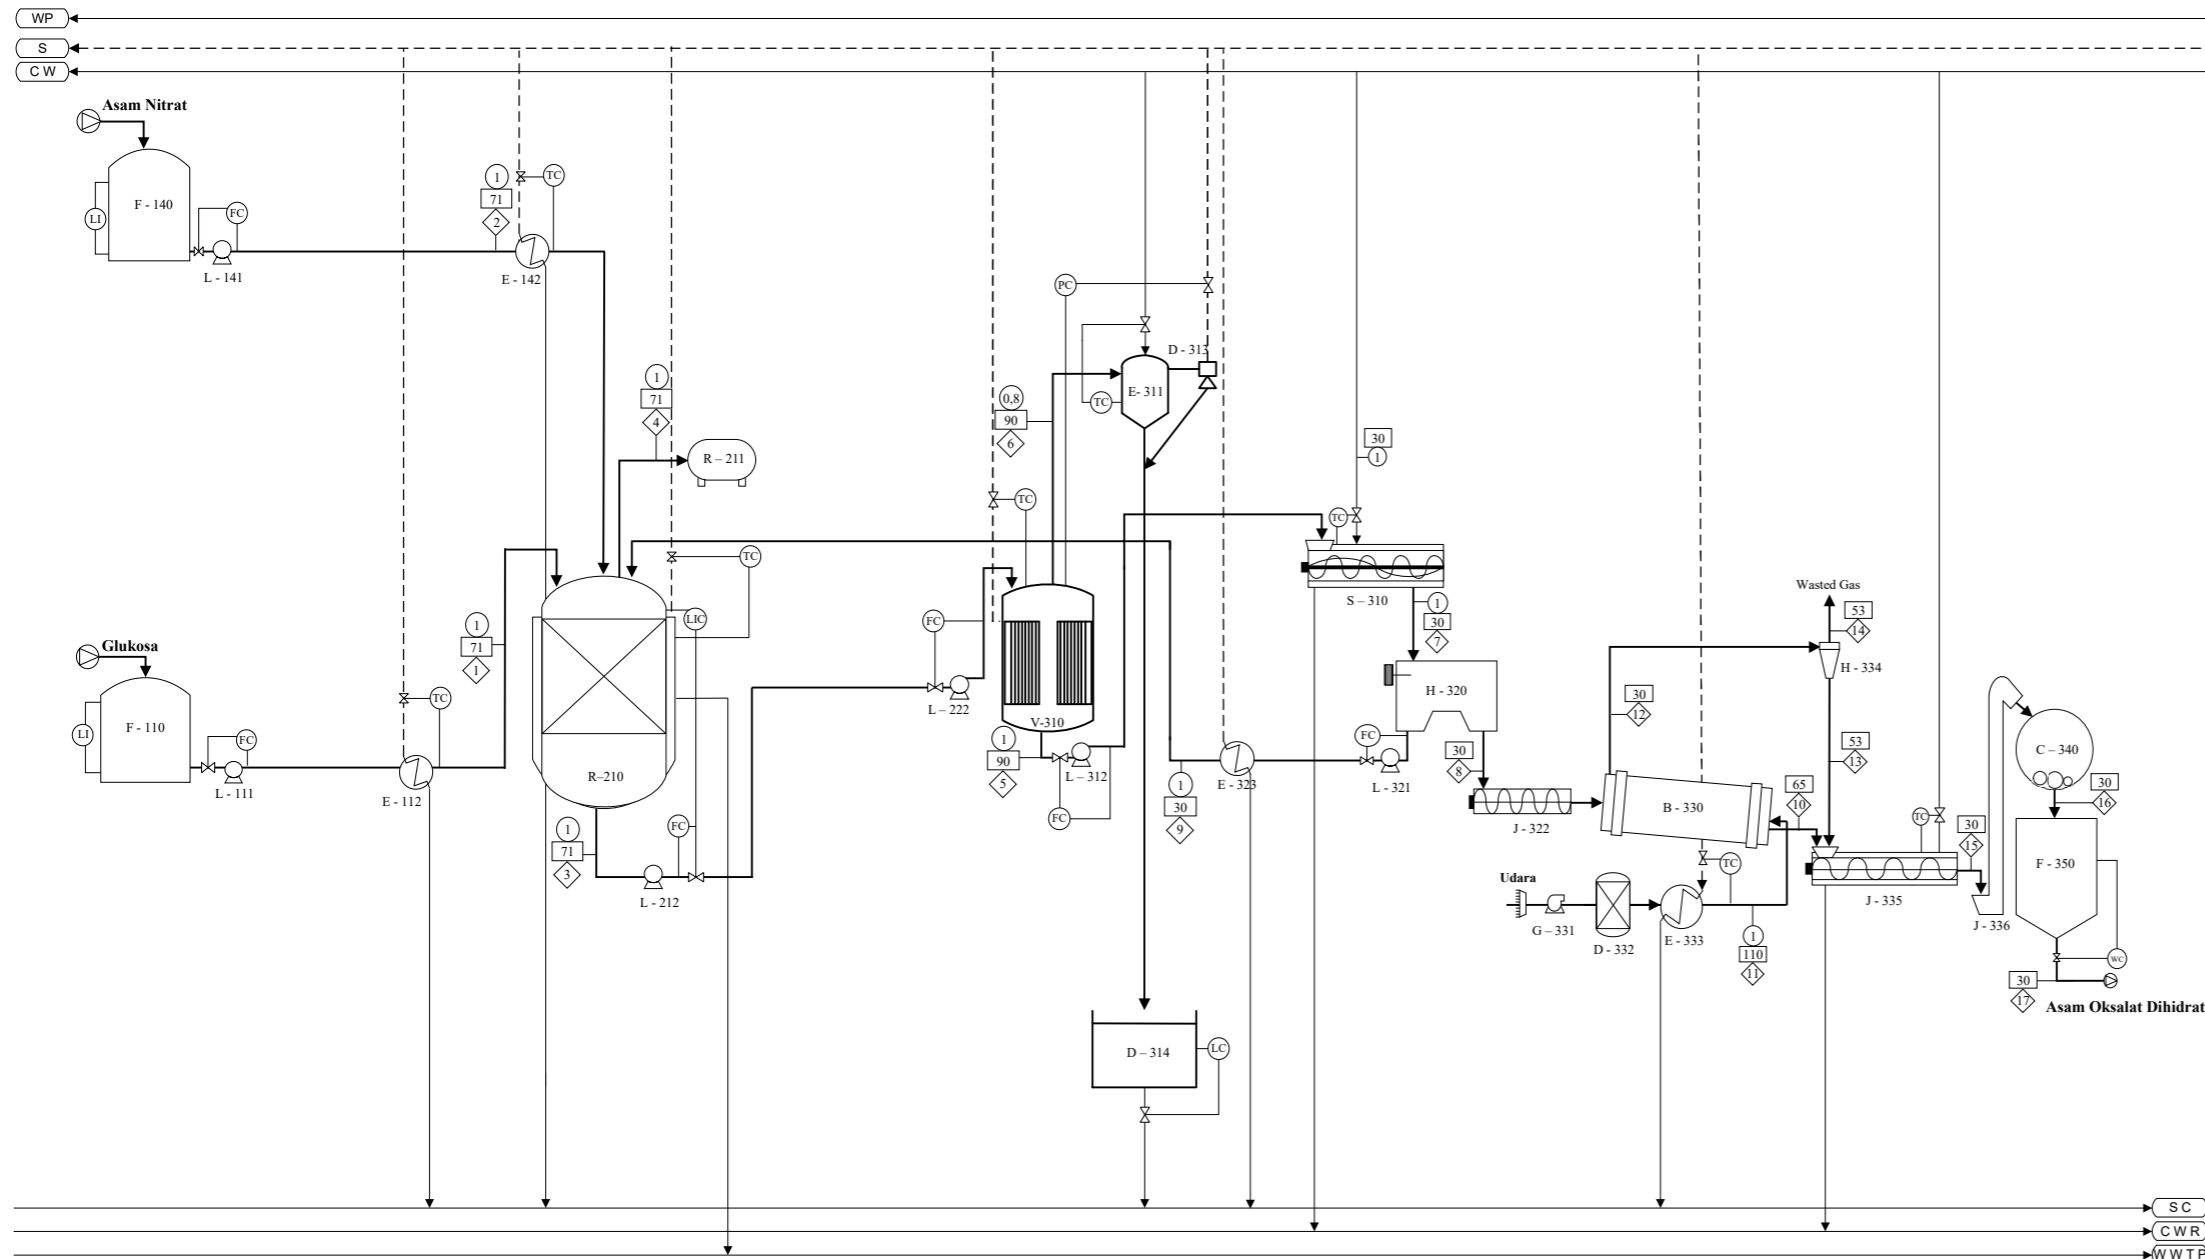 WP
S
C W
Asam Nitrat
F - 140
LI
FC
L - 141
1
71
2
TC
E - 142
Glukosa
F - 110
LI
FC
L - 111
TC
E - 112
1
71
1
1
71
4
R – 211
TC
LIC
R–210
1
71
3
FC
L - 212
FC
L – 222
PC
D - 313
E- 311
TC
0,8
90
6
TC
V-310
1
90
5
L – 312
FC
30
1
TC
S – 310
1
30
7
H - 320
FC
L - 321
E - 323
1
30
9
30
8
J - 322
30
12
B - 330
Wasted Gas
53
14
H - 334
53
13
65
10
TC
Udara
G – 331
D - 332
E - 333
1
110
11
TC
J - 335
30
15
J - 336
C – 340
30
16
F - 350
WC
30
17
Asam Oksalat Dihidrat
D – 314
LC
S C
C W R
W W T P